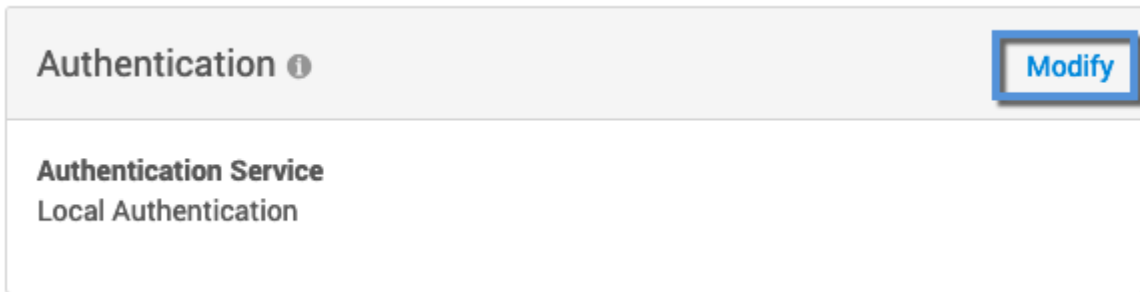 Authentication
Modify
Authentication Service
Local Authentication